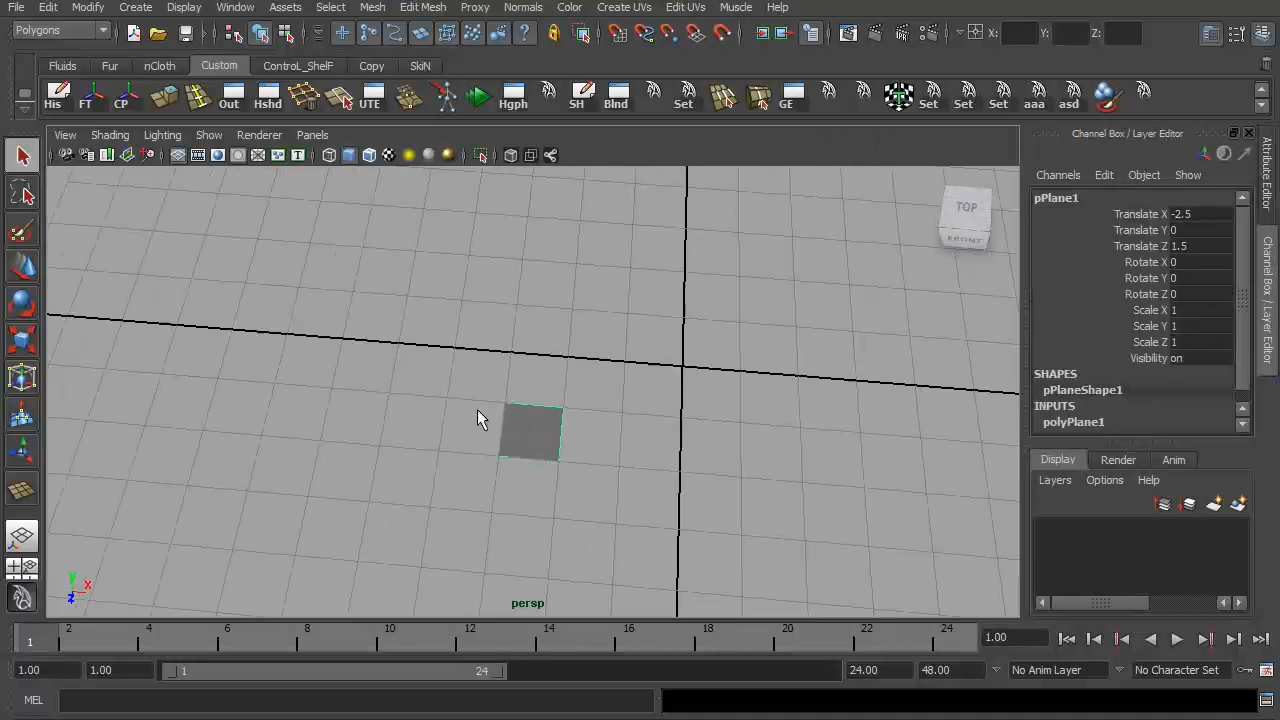 File Edit Modify Create Display Window Assets Select Mesh Edit Mesh Proxy Normals Color Create UVs Edit UVs Muscle Help
Polygons X: Y: Z:
Fluids Fur nCloth Custom ControL_ShelF Copy SkiN
His FT CP Out Hshd UTE Hgph SH Blnd Set GE Set Set Set aaa asd
View Shading Lighting Show Renderer Panels
Channel Box / Layer Editor
Channels Edit Object Show
pPlane1
Translate X -2.5
Translate Y 0
Translate Z 1.5
Rotate X 0
Rotate Y 0
Rotate Z 0
Scale X 1
Scale Y 1
Scale Z 1
Visibility on
SHAPES
pPlaneShape1
INPUTS
polyPlane1
Attribute Editor
Channel Box / Layer Editor
TOP
FRONT
Display Render Anim
Layers Options Help
y x z
persp
1 2 4 6 8 10 12 14 16 18 20 22 24 1.00
1.00 1.00 1 24 24.00 48.00 No Anim Layer No Character Set
MEL